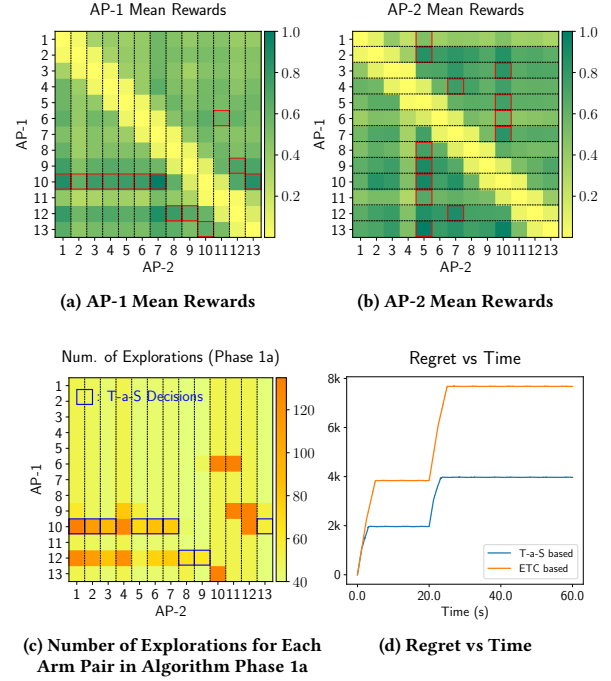 AP-1 Mean Rewards
AP-2 Mean Rewards
1
2
3
4
5
6
7
8
9
10
11
12
13
AP-1
1 2 3 4 5 6 7 8 9 10 11 12 13
AP-2
1.0
0.8
0.6
0.4
0.2
1
2
3
4
5
6
7
8
9
10
11
12
13
AP-1
1 2 3 4 5 6 7 8 9 10 11 12 13
AP-2
1.0
0.8
0.6
0.4
0.2
(a) AP-1 Mean Rewards
(b) AP-2 Mean Rewards
Num. of Explorations (Phase 1a)
: T-a-S Decisions
1
2
3
4
5
6
7
8
9
10
11
12
13
AP-1
1 2 3 4 5 6 7 8 9 10 11 12 13
AP-2
120
100
80
60
40
Regret vs Time
8k
6k
4k
2k
0
0.0 20.0 40.0 60.0
Time (s)
T-a-S based
ETC based
(c) Number of Explorations for Each
Arm Pair in Algorithm Phase 1a
(d) Regret vs Time